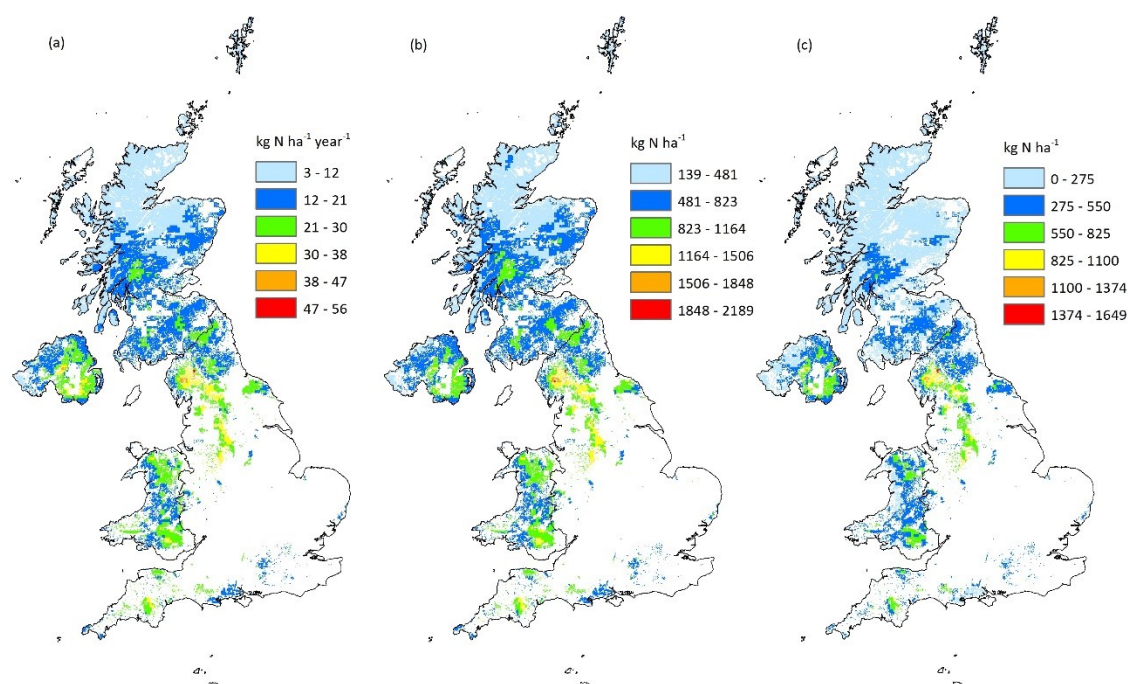 (a)
kg N ha⁻¹ year⁻¹
3 - 12
12 - 21
21 - 30
30 - 38
38 - 47
47 - 56
(b)
kg N ha⁻¹
139 - 481
481 - 823
823 - 1164
1164 - 1506
1506 - 1848
1848 - 2189
(c)
kg N ha⁻¹
0 - 275
275 - 550
550 - 825
825 - 1100
1100 - 1374
1374 - 1649